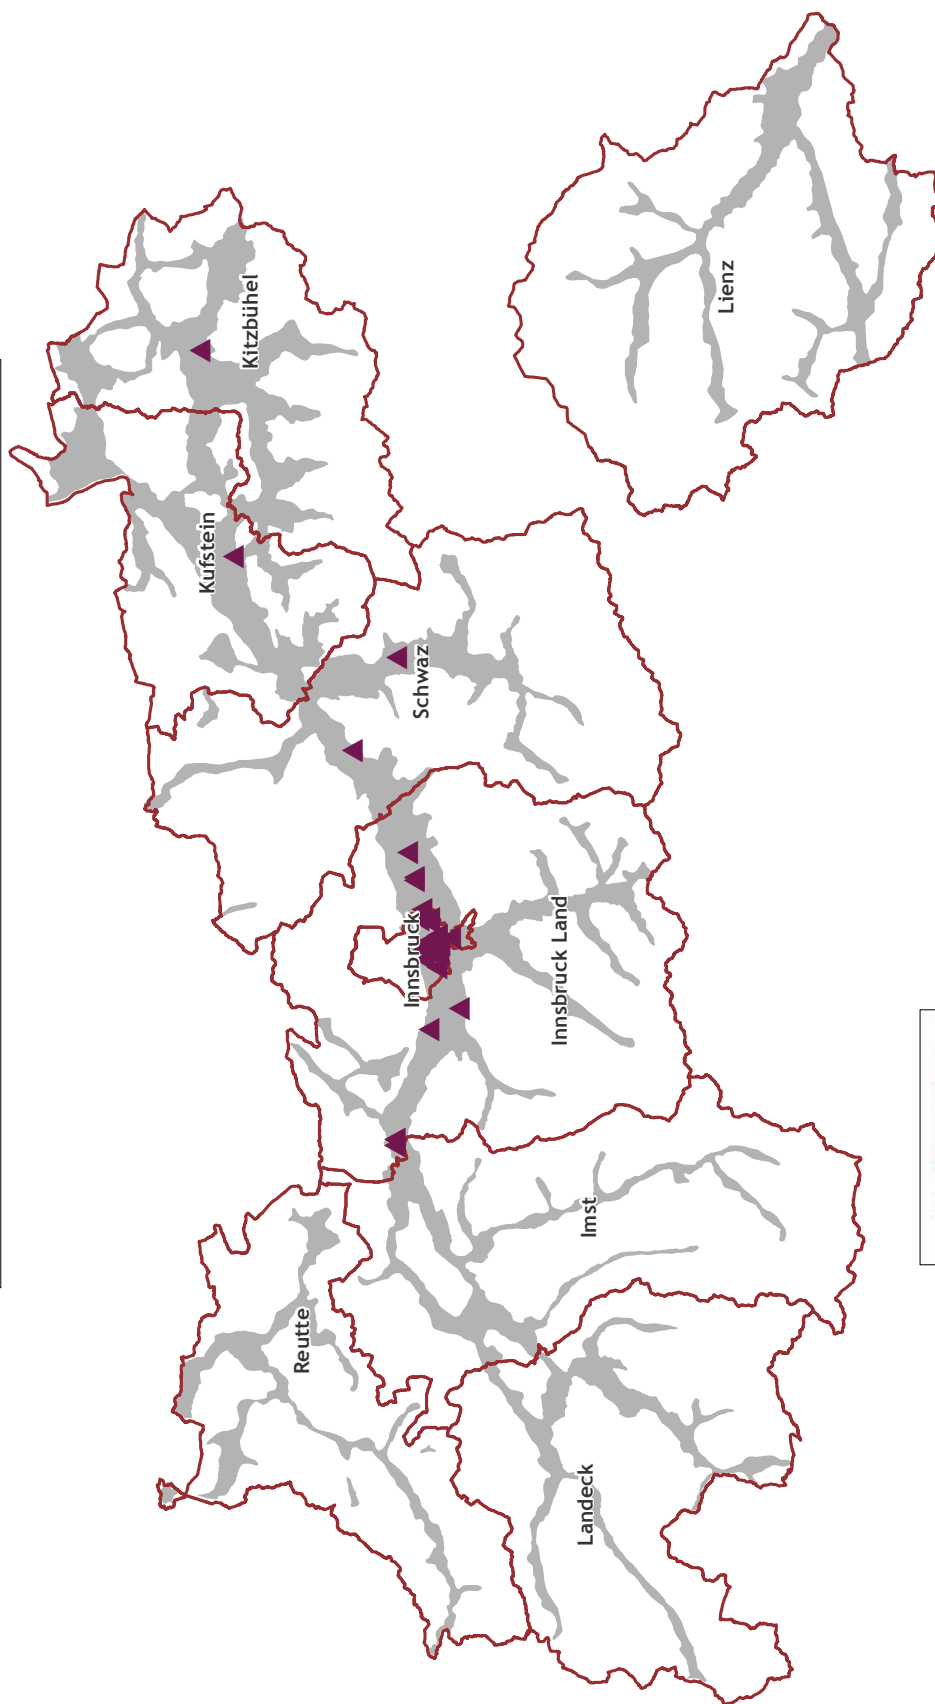 Reutte
Landeck
Imst
Innsbruck
Innsbruck Land
Schwaz
Kufstein
Kitzbühel
Lienz